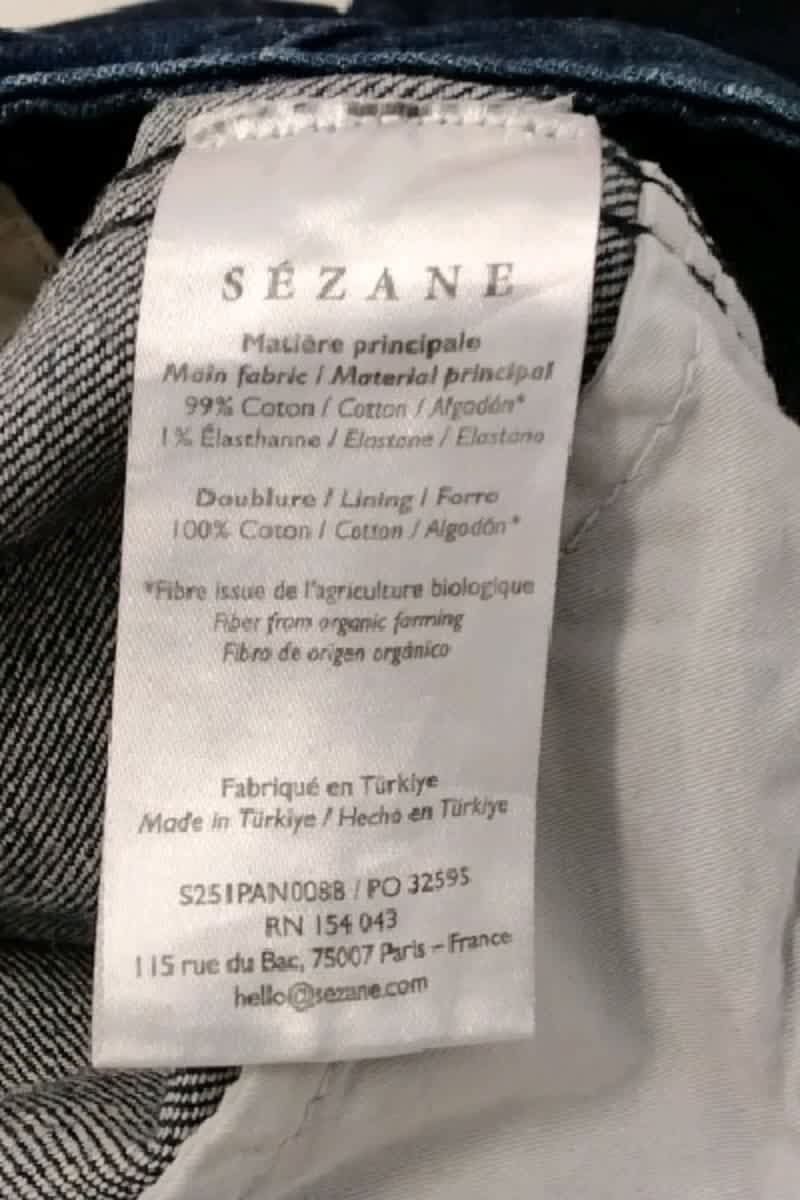 SÉZANE
Matière principale
Main fabric / Material principal
99% Coton / Cotton / Algodón*
1% Élasthanne / Elastane / Elastano
Doublure / Lining / Forro
100% Coton / Cotton / Algodón*
*Fibre issue de l'agriculture biologique
Fiber from organic farming
Fibra de origen orgánico
Fabriqué en Türkiye
Made in Türkiye / Hecho en Türkiye
S251PAN008B / PO 32595
RN 154 043
115 rue du Bac, 75007 Paris – France
hello@sezane.com